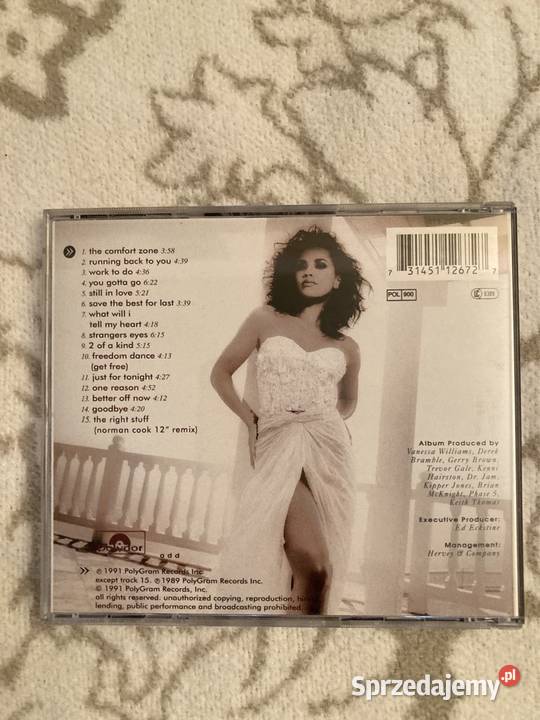 1. the comfort zone 3:58
2. running back to you 4:39
3. work to do 4:36
4. you gotta go 6:22
5. still in love 5:21
6. save the best for last 3:39
7. what will i
tell my heart 4:18
8. strangers eyes 6:15
9. 2 of a kind 5:15
10. freedom dance 4:13
(get free)
11. just for tonight 4:27
12. one reason 4:52
13. better off now 4:12
14. goodbye 4:20
15. the right stuff
(norman cook 12" remix)
7 31451 12672 7
POL 900
Album Produced by
Vanessa Williams, Derek
Bramble, Gerry Brown,
Trevor Gale, Kenni
Hairston, Dr. Jam,
Kipper Jones, Brian
McKnight, Phase 5,
Keith Thomas
Executive Producer:
Ed Eckstine
Management:
Hervey & Company
Polydor
a d d
℗ 1991 PolyGram Records Inc.
except track 15. ℗ 1989 PolyGram Records Inc.
© 1991 PolyGram Records, Inc.
all rights reserved. unauthorized copying, reproduction,
lending, public performance and broadcasting prohibited.
Sprzedajemy.pl